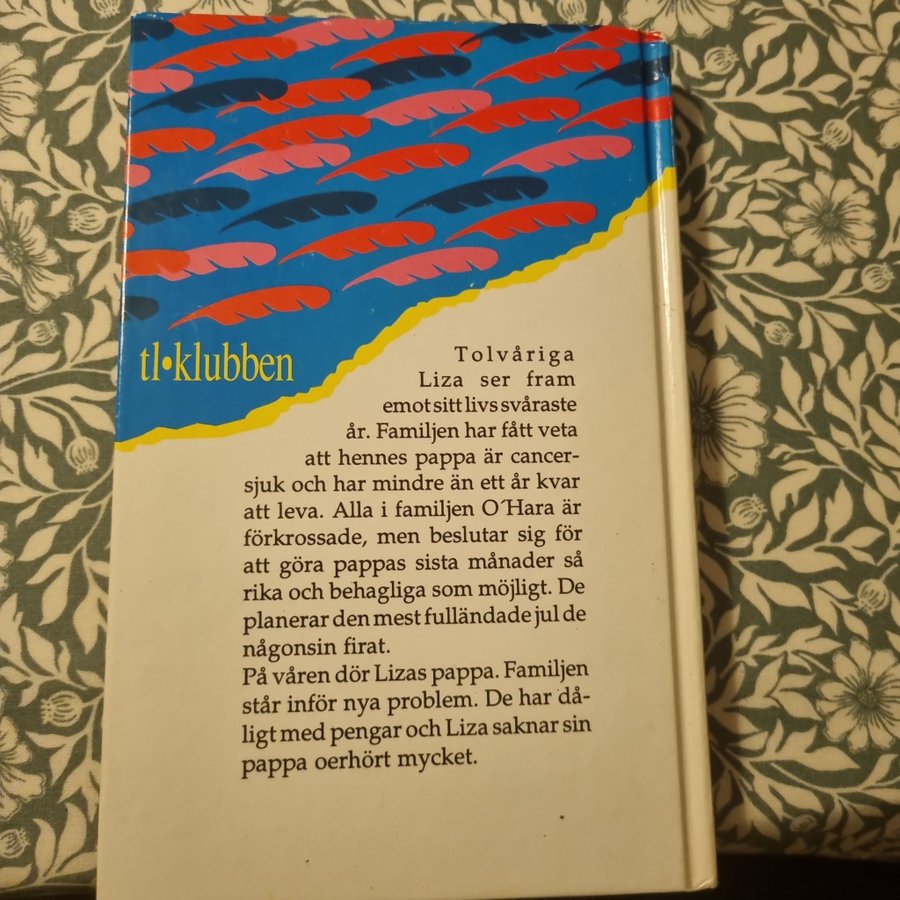 tl•klubben
Tolvåriga
Liza ser fram
emot sitt livs svåraste
år. Familjen har fått veta
att hennes pappa är cancer-
sjuk och har mindre än ett år kvar
att leva. Alla i familjen O´Hara är
förkrossade, men beslutar sig för
att göra pappas sista månader så
rika och behagliga som möjligt. De
planerar den mest fulländade jul de
någonsin firat.
På våren dör Lizas pappa. Familjen
står inför nya problem. De har då-
ligt med pengar och Liza saknar sin
pappa oerhört mycket.